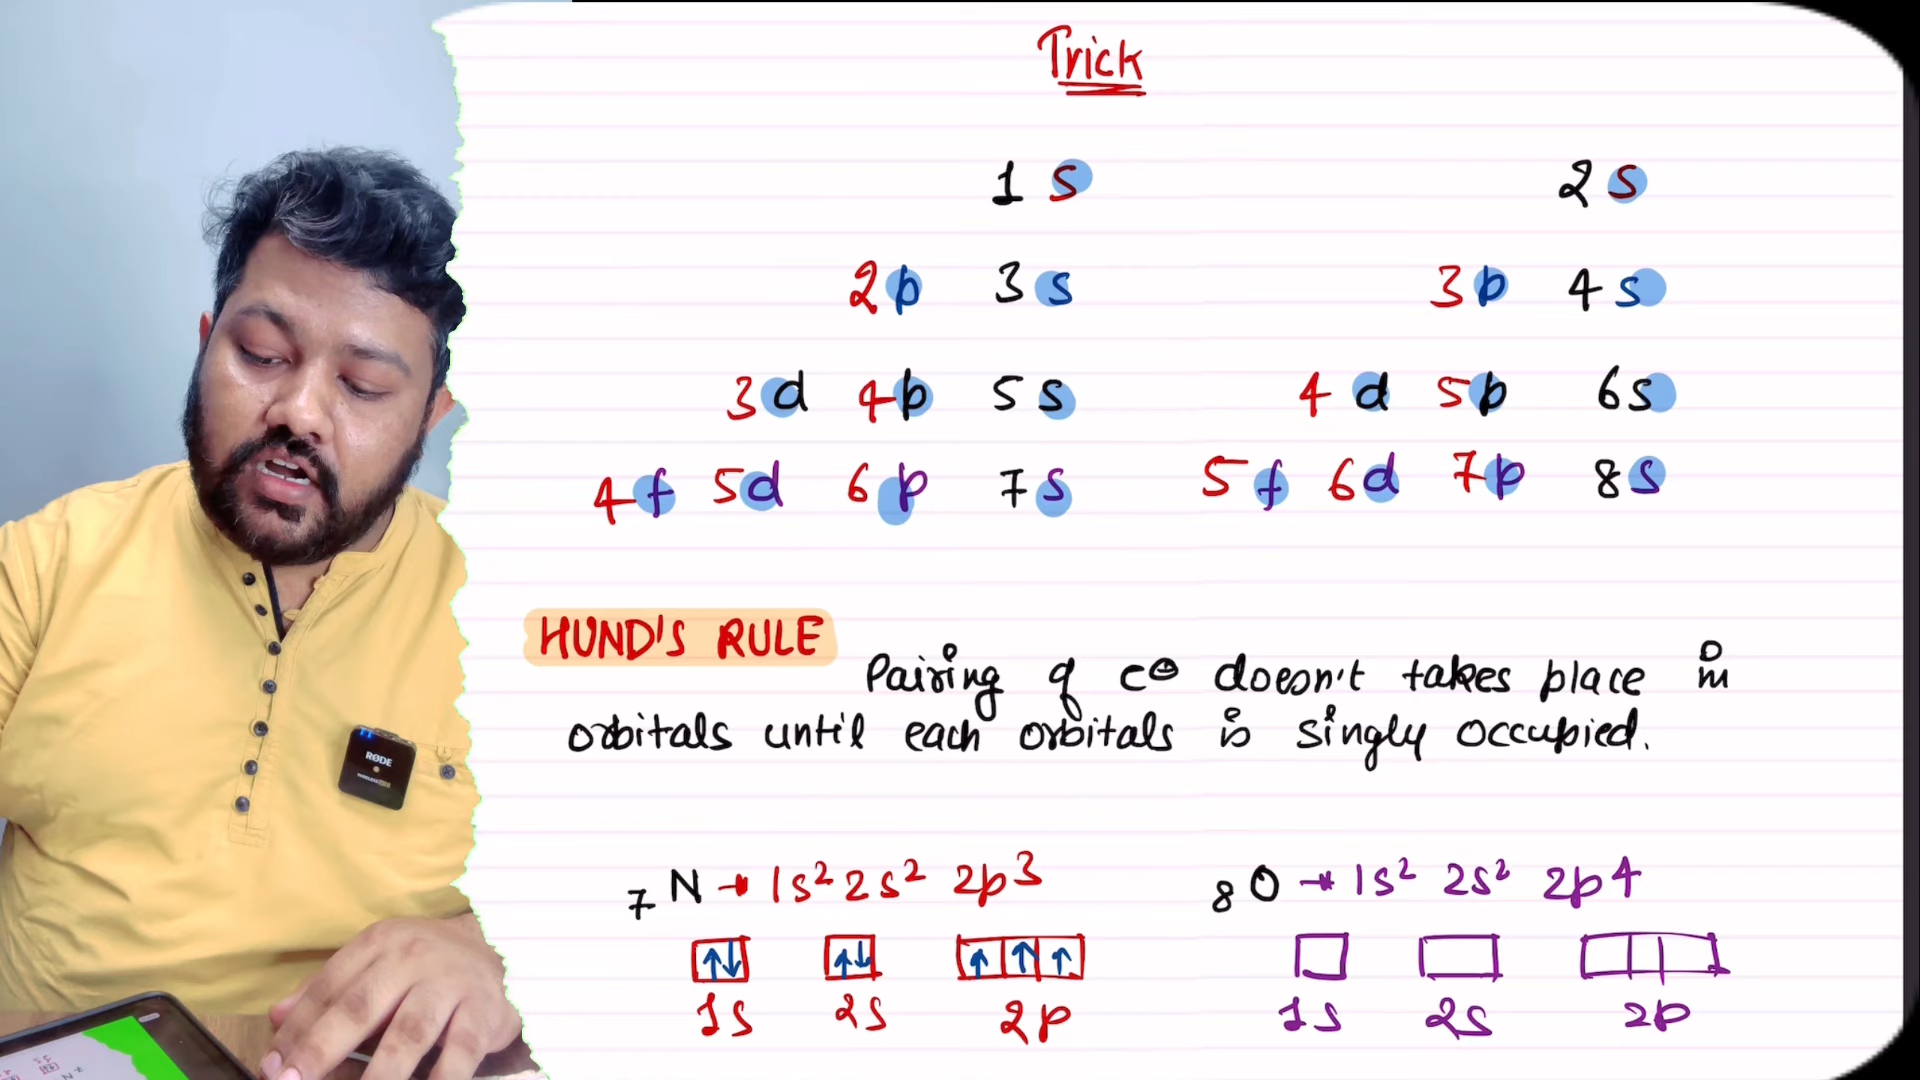 Trick
1s 2s
2p 3s 3p 4s
3d 4p 5s 4d 5p 6s
4f 5d 6p 7s 5f 6d 7p 8s
HUND'S RULE
Pairing of e⊖ doesn't takes place in
orbitals until each orbitals is singly occupied.
7N → 1s² 2s² 2p³ 8O → 1s² 2s² 2p⁴
↑↓ ↑↓ ↑ ↑ ↑
1s 2s 2p 1s 2s 2p
RØDE